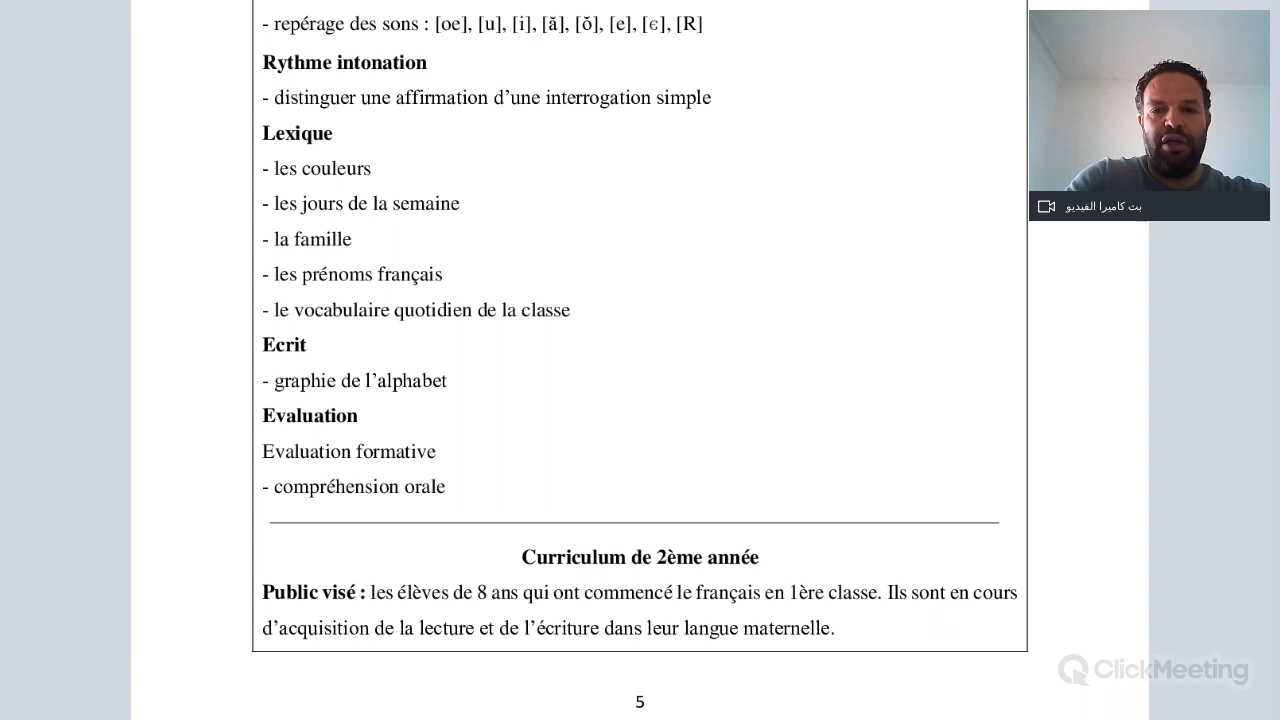 - repérage des sons : [oe], [u], [i], [ă], [ŏ], [e], [є], [R]
Rythme intonation
- distinguer une affirmation d’une interrogation simple
Lexique
- les couleurs
- les jours de la semaine
- la famille
- les prénoms français
- le vocabulaire quotidien de la classe
Ecrit
- graphie de l’alphabet
Evaluation
Evaluation formative
- compréhension orale
Curriculum de 2ème année
Public visé : les élèves de 8 ans qui ont commencé le français en 1ère classe. Ils sont en cours
d’acquisition de la lecture et de l’écriture dans leur langue maternelle.
5
بث كاميرا الفيديو
ClickMeeting